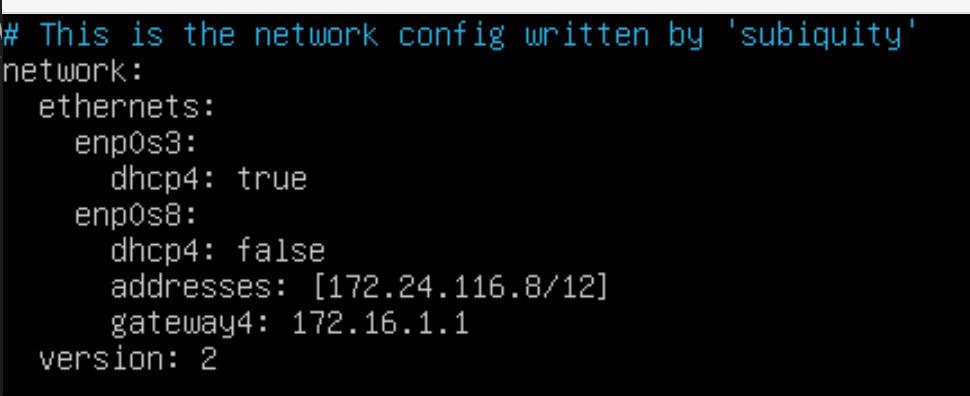 # This is the network config written by 'subiquity'
network:
  ethernets:
    enp0s3:
      dhcp4: true
    enp0s8:
      dhcp4: false
      addresses: [172.24.116.8/12]
      gateway4: 172.16.1.1
  version: 2